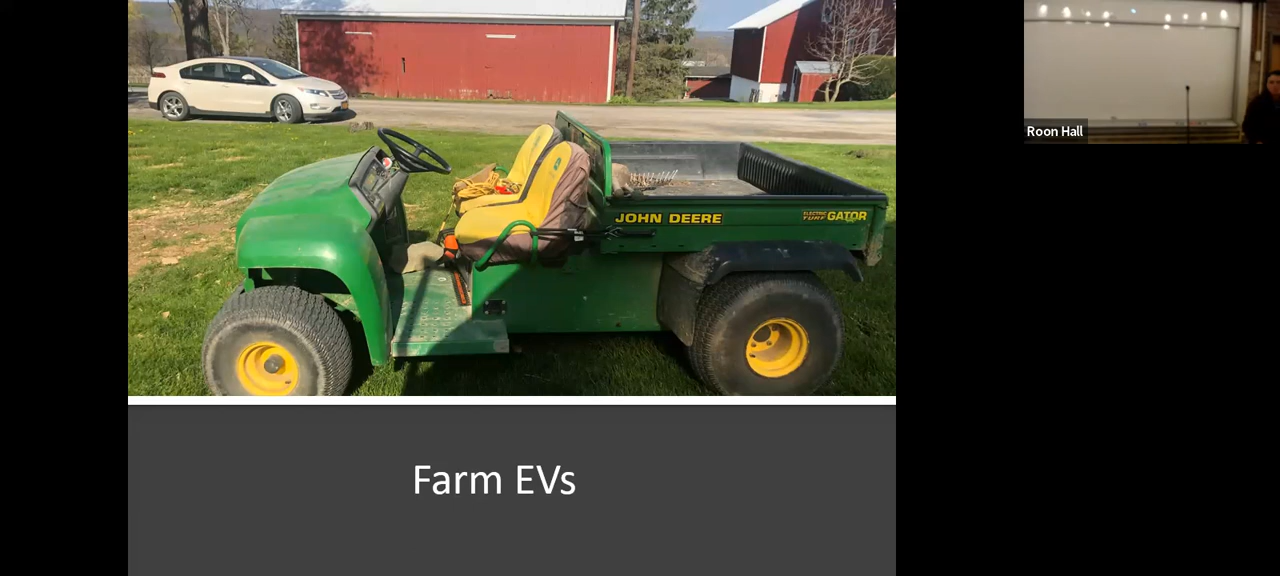 JOHN DEERE
ELECTRIC
TURF GATOR
Farm EVs
Roon Hall